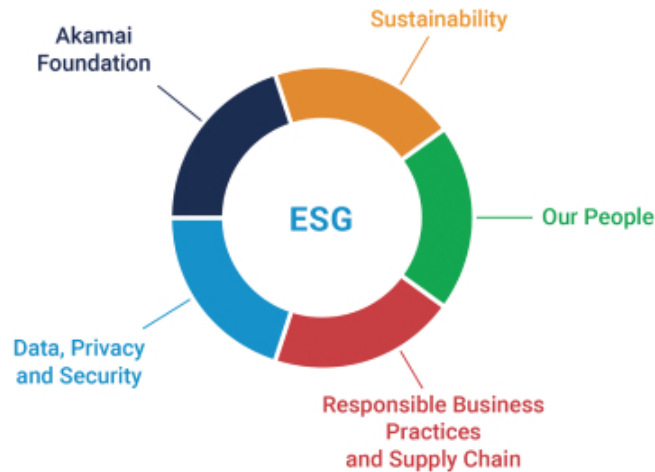 Sustainability
Akamai
Foundation
ESG
Our People
Data, Privacy
and Security
Responsible Business
Practices
and Supply Chain